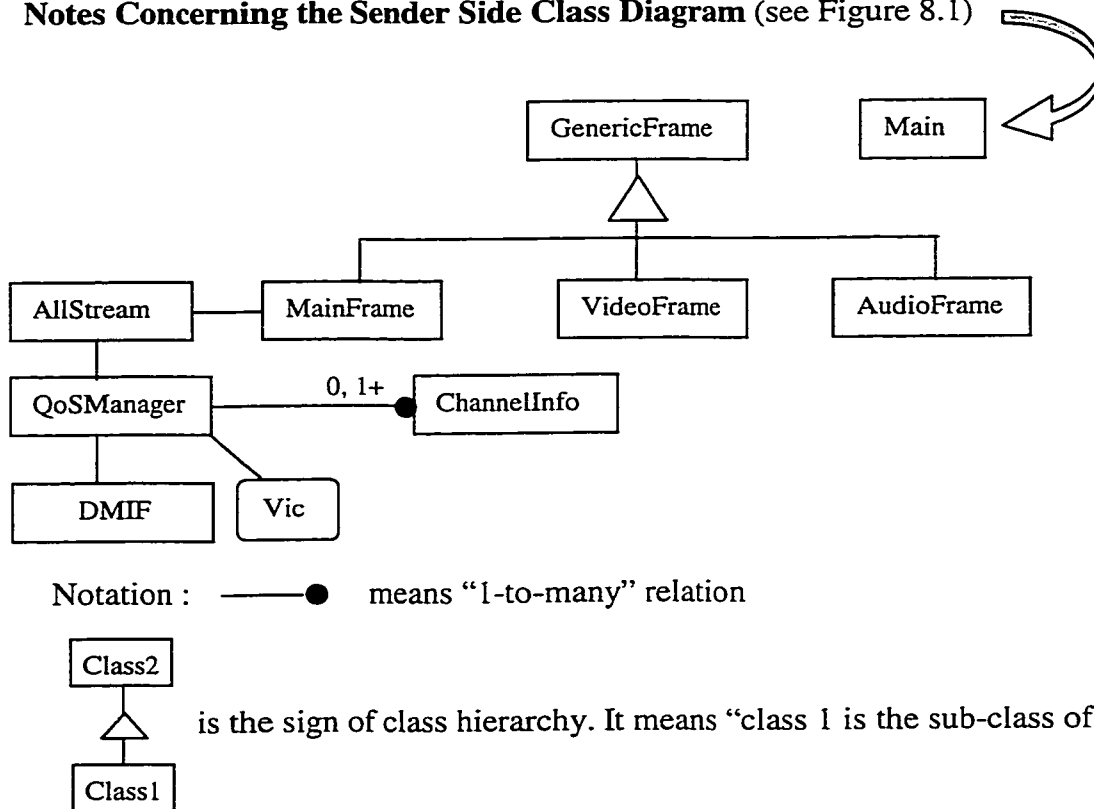 Notes Concerning the Sender Side Class Diagram (see Figure 8.1)
GenericFrame
Main
AllStream
MainFrame
VideoFrame
AudioFrame
QoSManager
0, 1+
ChannelInfo
DMIF
Vic
Notation :
means “1-to-many” relation
Class2
is the sign of class hierarchy. It means “class 1 is the sub-class of
Class1